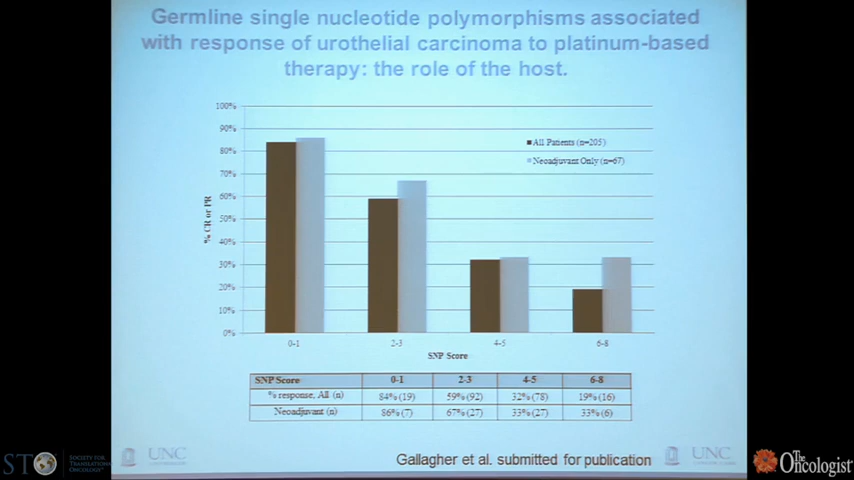 Germline single nucleotide polymorphisms associated
with response of urothelial carcinoma to platinum-based
therapy: the role of the host.
100%
90%
80%
70%
60%
50%
40%
30%
20%
10%
0%
% CR or PR
All Patients (n=205)
Neoadjuvant Only (n=67)
0-1 2-3 4-5 6-8
SNP Score
SNP Score 0-1 2-3 4-5 6-8
% response, All (n) 84% (19) 59% (92) 32% (78) 19% (16)
Neoadjuvant (n) 86% (7) 67% (27) 33% (27) 33% (6)
Gallagher et al. submitted for publication
STO
SOCIETY FOR
TRANSLATIONAL
ONCOLOGY
UNC
UNC
The
Oncologist